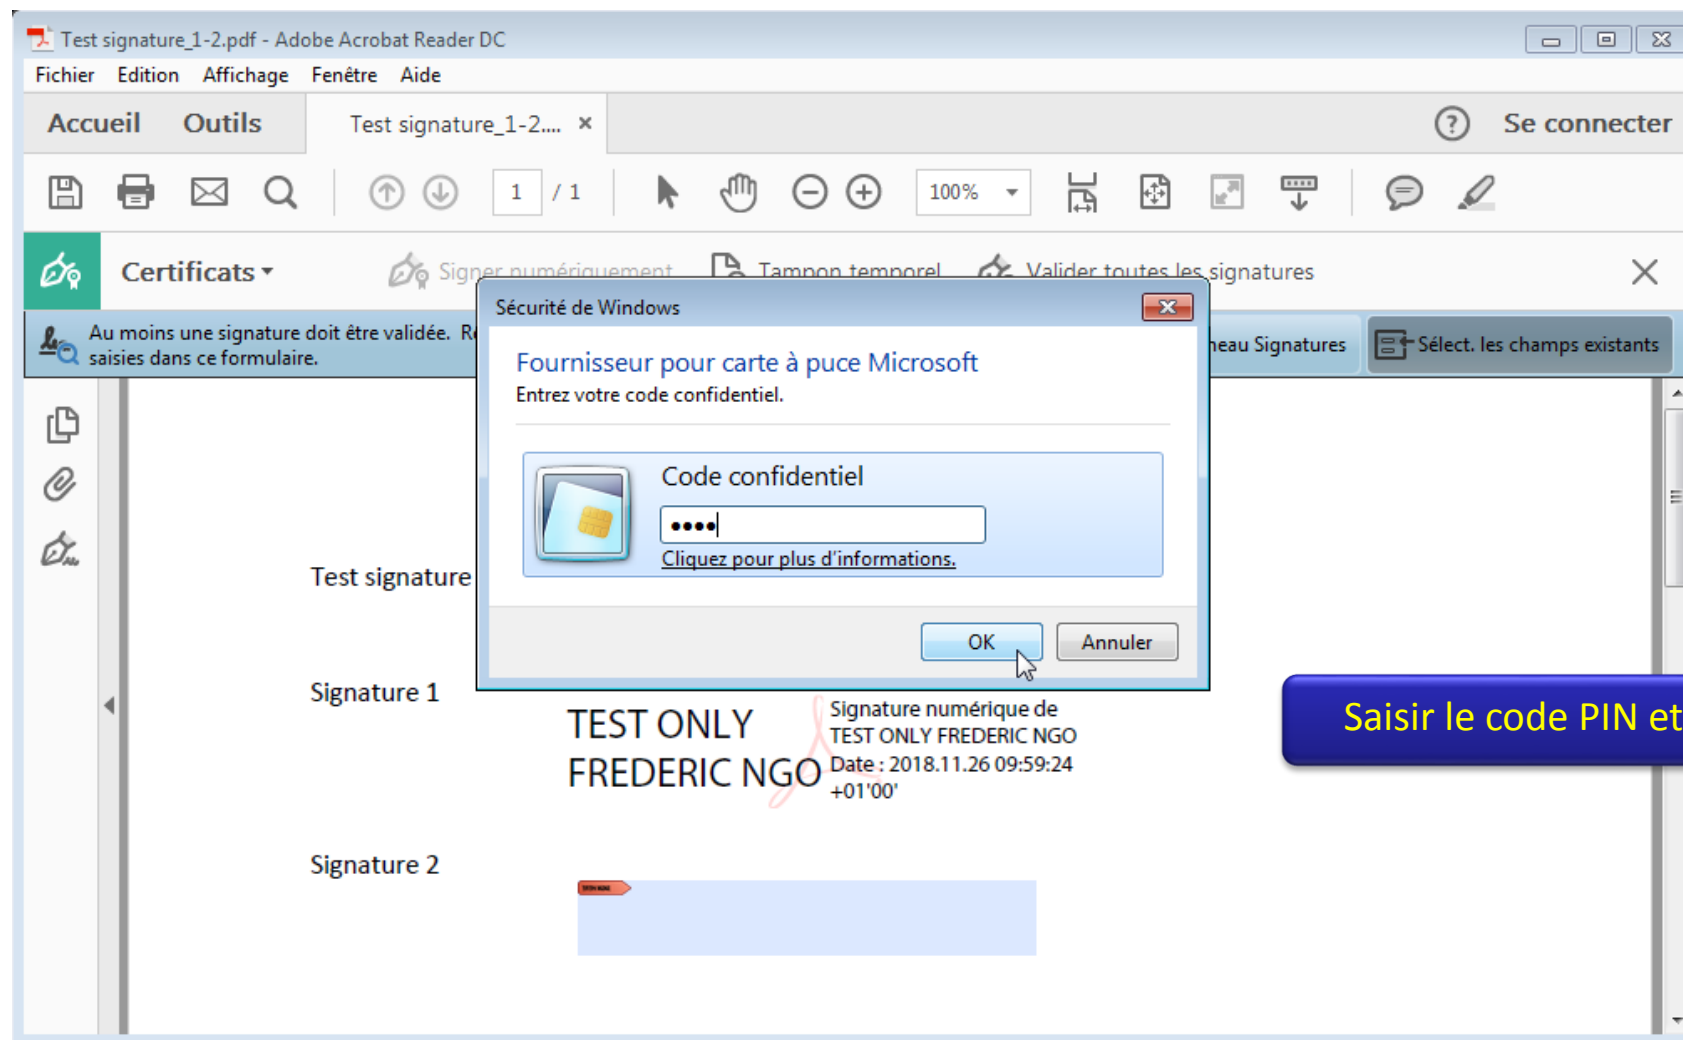 Test signature_1-2.pdf - Adobe Acrobat Reader DC
Fichier Edition Affichage Fenêtre Aide
Accueil Outils Test signature_1-2.... × ? Se connecter
1 / 1 100%
Certificats Signer numériquement Tampon temporel Valider toutes les signatures
Au moins une signature doit être validée.
saisies dans ce formulaire.
Signatures
Sélect. les champs existants
Sécurité de Windows
Fournisseur pour carte à puce Microsoft
Entrez votre code confidentiel.
Code confidentiel
••••
Cliquez pour plus d'informations.
OK Annuler
Test signature
Signature 1
TEST ONLY
FREDERIC NGO
Signature numérique de
TEST ONLY FREDERIC NGO
Date : 2018.11.26 09:59:24
+01'00'
Saisir le code PIN et
Signature 2